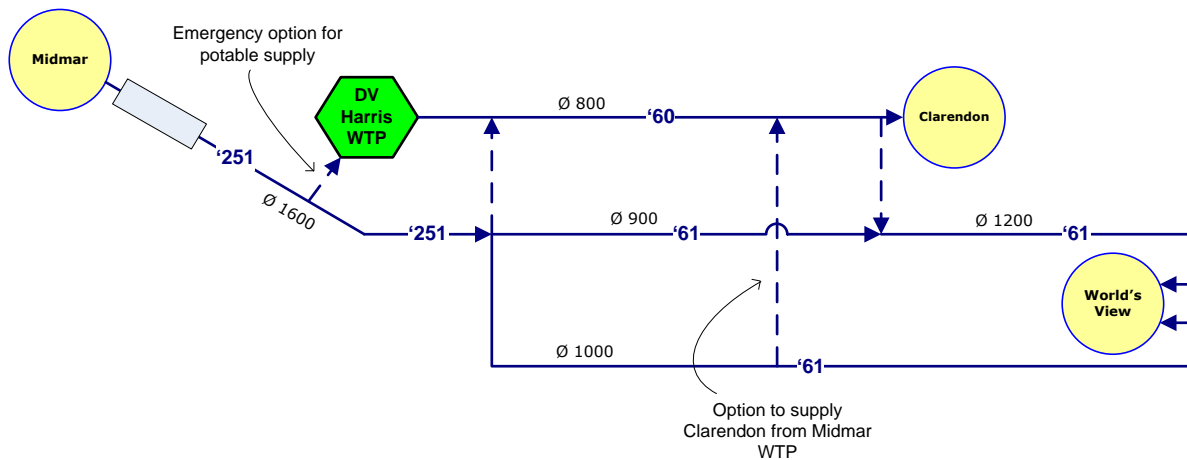 Emergency option for
potable supply
Midmar
DV
Harris
WTP
Ø 800
‘60
Clarendon
‘251
Ø 1600
‘251
Ø 900
‘61
Ø 1200
‘61
World’s
View
Ø 1000
‘61
Option to supply
Clarendon from Midmar
WTP